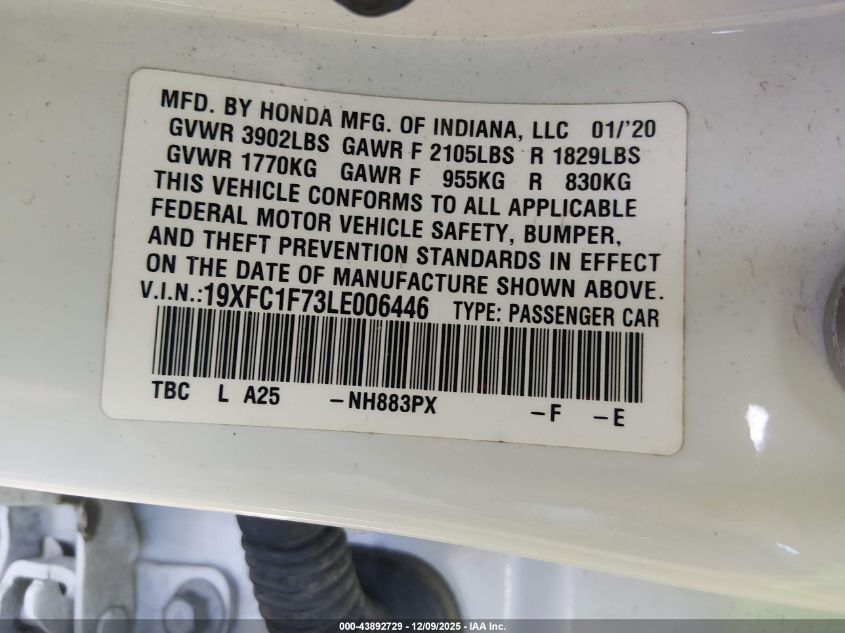 MFD. BY HONDA MFG. OF INDIANA, LLC 01/'20
GVWR 3902LBS GAWR F 2105LBS R 1829LBS
GVWR 1770KG GAWR F 955KG R 830KG
THIS VEHICLE CONFORMS TO ALL APPLICABLE
FEDERAL MOTOR VEHICLE SAFETY, BUMPER,
AND THEFT PREVENTION STANDARDS IN EFFECT
ON THE DATE OF MANUFACTURE SHOWN ABOVE.
V.I.N.:19XFC1F73LE006446 TYPE: PASSENGER CAR
TBC L A25 -NH883PX -F -E
000-43892729 - 12/09/2025 - IAA Inc.